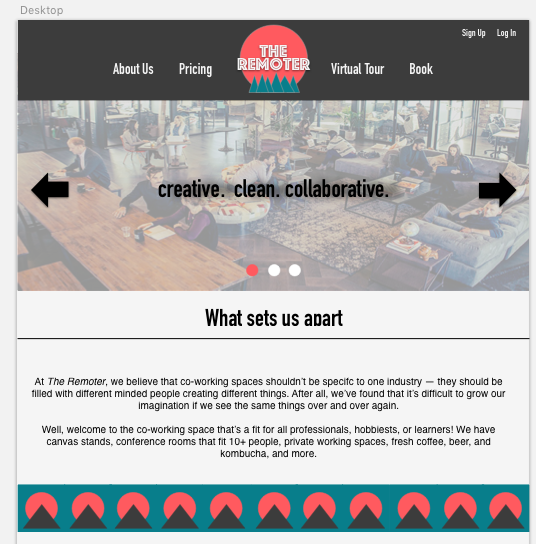 Desktop
Sign Up Log In
About Us Pricing THE REMOTER Virtual Tour Book
creative. clean. collaborative.
What sets us apart
At The Remoter, we believe that co-working spaces shouldn't be specifc to one industry — they should be
filled with different minded people creating different things. After all, we've found that it's difficult to grow our
imagination if we see the same things over and over again.
Well, welcome to the co-working space that's a fit for all professionals, hobbiests, or learners! We have
canvas stands, conference rooms that fit 10+ people, private working spaces, fresh coffee, beer, and
kombucha, and more.